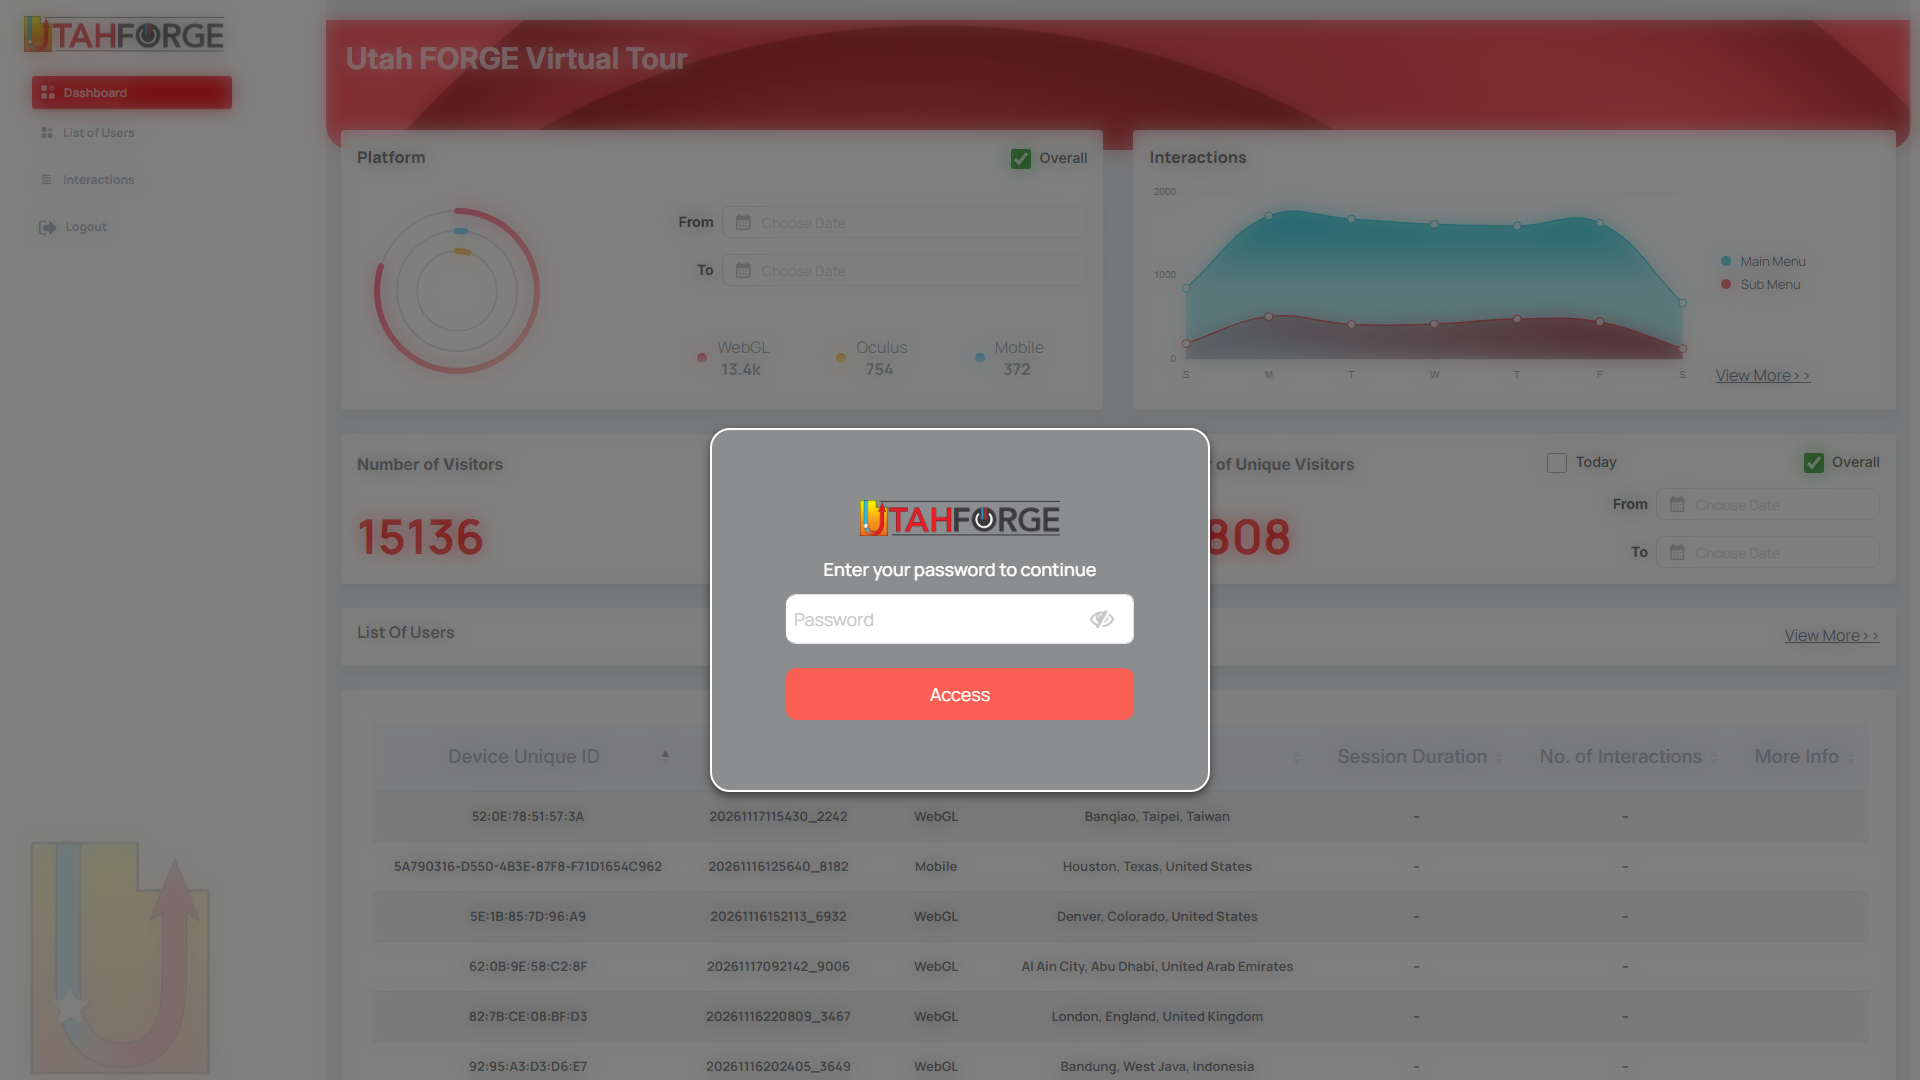 UTAHFORGE
Dashboard
List of Users
Interactions
Logout
Utah FORGE Virtual Tour
Platform
Overall
From
Choose Date
To
Choose Date
WebGL
13.4k
Oculus
754
Mobile
372
Interactions
2000
1000
0
S M T W T F S
Main Menu
Sub Menu
View More>>
Number of Visitors
15136
of Unique Visitors
808
Today
Overall
From
Choose Date
To
Choose Date
UTAHFORGE
Enter your password to continue
Password
Access
List Of Users
View More>>
Device Unique ID Session Duration No. of Interactions More Info
52:0E:78:51:57:3A 20261117115430_2242 WebGL Banqiao, Taipei, Taiwan - -
5A790316-D550-4B3E-87F8-F71D1654C962 20261116125640_8182 Mobile Houston, Texas, United States - -
5E:1B:85:7D:96:A9 20261116152113_6932 WebGL Denver, Colorado, United States - -
62:0B:9E:58:C2:8F 20261117092142_9006 WebGL Al Ain City, Abu Dhabi, United Arab Emirates - -
82:7B:CE:08:BF:D3 20261116220809_3467 WebGL London, England, United Kingdom - -
92:95:A3:D3:D6:E7 20261116202405_3649 WebGL Bandung, West Java, Indonesia - -